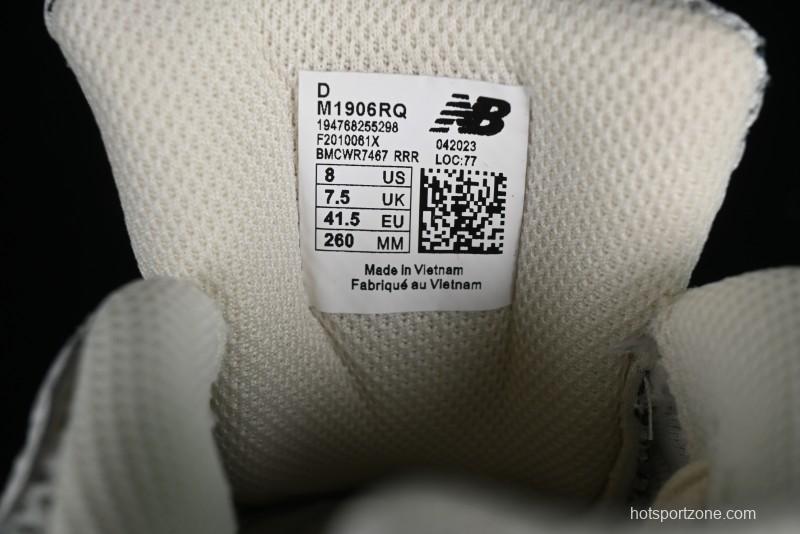 D
M1906RQ
194768255298
F2010061X
BMCWR7467 RRR
NB
042023
LOC:77
8 US
7.5 UK
41.5 EU
260 MM
Made in Vietnam
Fabriqué au Vietnam
hotsportzone.com